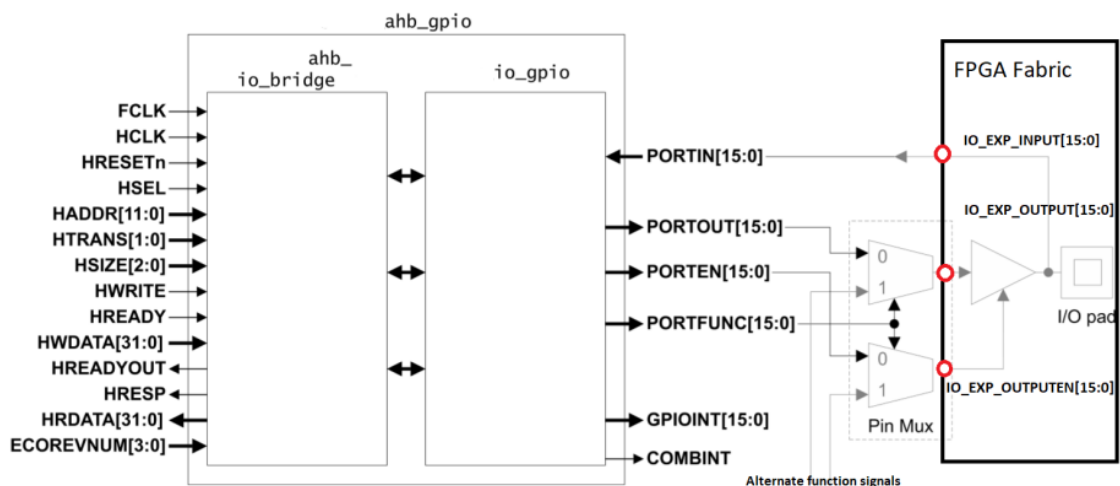 ahb_gpio
ahb_
io_bridge
io_gpio
FCLK
HCLK
HRESETn
HSEL
HADDR[11:0]
HTRANS[1:0]
HSIZE[2:0]
HWRITE
HREADY
HWDATA[31:0]
HREADYOUT
HRESP
HRDATA[31:0]
ECOREVNUM[3:0]
PORTIN[15:0]
PORTOUT[15:0]
PORTEN[15:0]
PORTFUNC[15:0]
GPIOINT[15:0]
COMBINT
0
1
0
1
Pin Mux
Alternate function signals
FPGA Fabric
IO_EXP_INPUT[15:0]
IO_EXP_OUTPUT[15:0]
I/O pad
IO_EXP_OUTPUTEN[15:0]